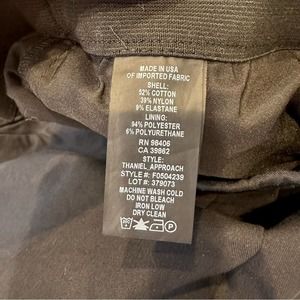 MADE IN USA
OF IMPORTED FABRIC
SHELL:
52% COTTON
39% NYLON
9% ELASTANE
LINING:
94% POLYESTER
6% POLYURETHANE
RN 98406
CA 39862
STYLE:
THANIEL, APPROACH
STYLE #: F0504239
LOT #: 379073
MACHINE WASH COLD
DO NOT BLEACH
IRON LOW
DRY CLEAN
P